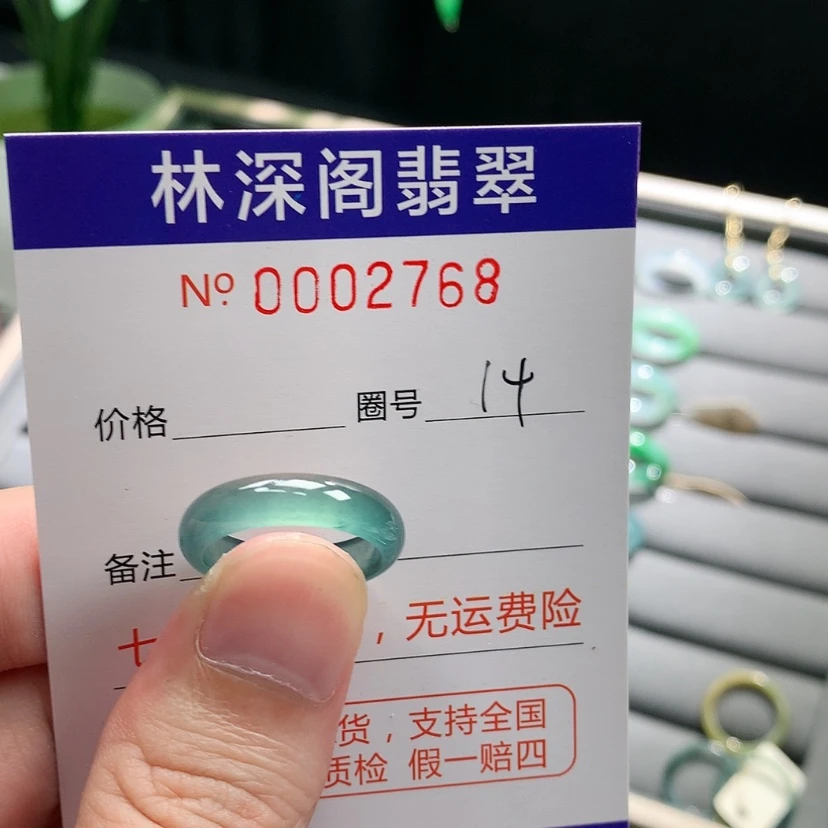 林深阁翡翠
Nº 0002768
价格 圈号 14
备注
七 ，无运费险
货，支持全国
质检 假一赔四